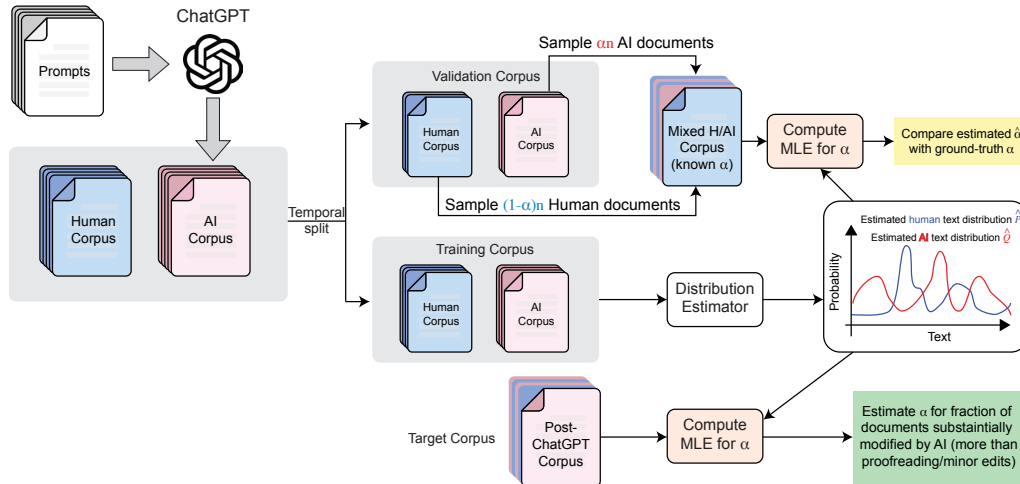 ChatGPT
Prompts
Human
Corpus
AI
Corpus
Temporal
split
Validation Corpus
Human
Corpus
AI
Corpus
Sample αn AI documents
Sample (1-α)n Human documents
Mixed H/AI
Corpus
(known α)
Compute
MLE for α
Compare estimated α̂
with ground-truth α
Training Corpus
Human
Corpus
AI
Corpus
Distribution
Estimator
Estimated human text distribution P̂
Estimated AI text distribution Q̂
Probability
Text
Target Corpus
Post-
ChatGPT
Corpus
Compute
MLE for α
Estimate α for fraction of
documents substantially
modified by AI (more than
proofreading/minor edits)